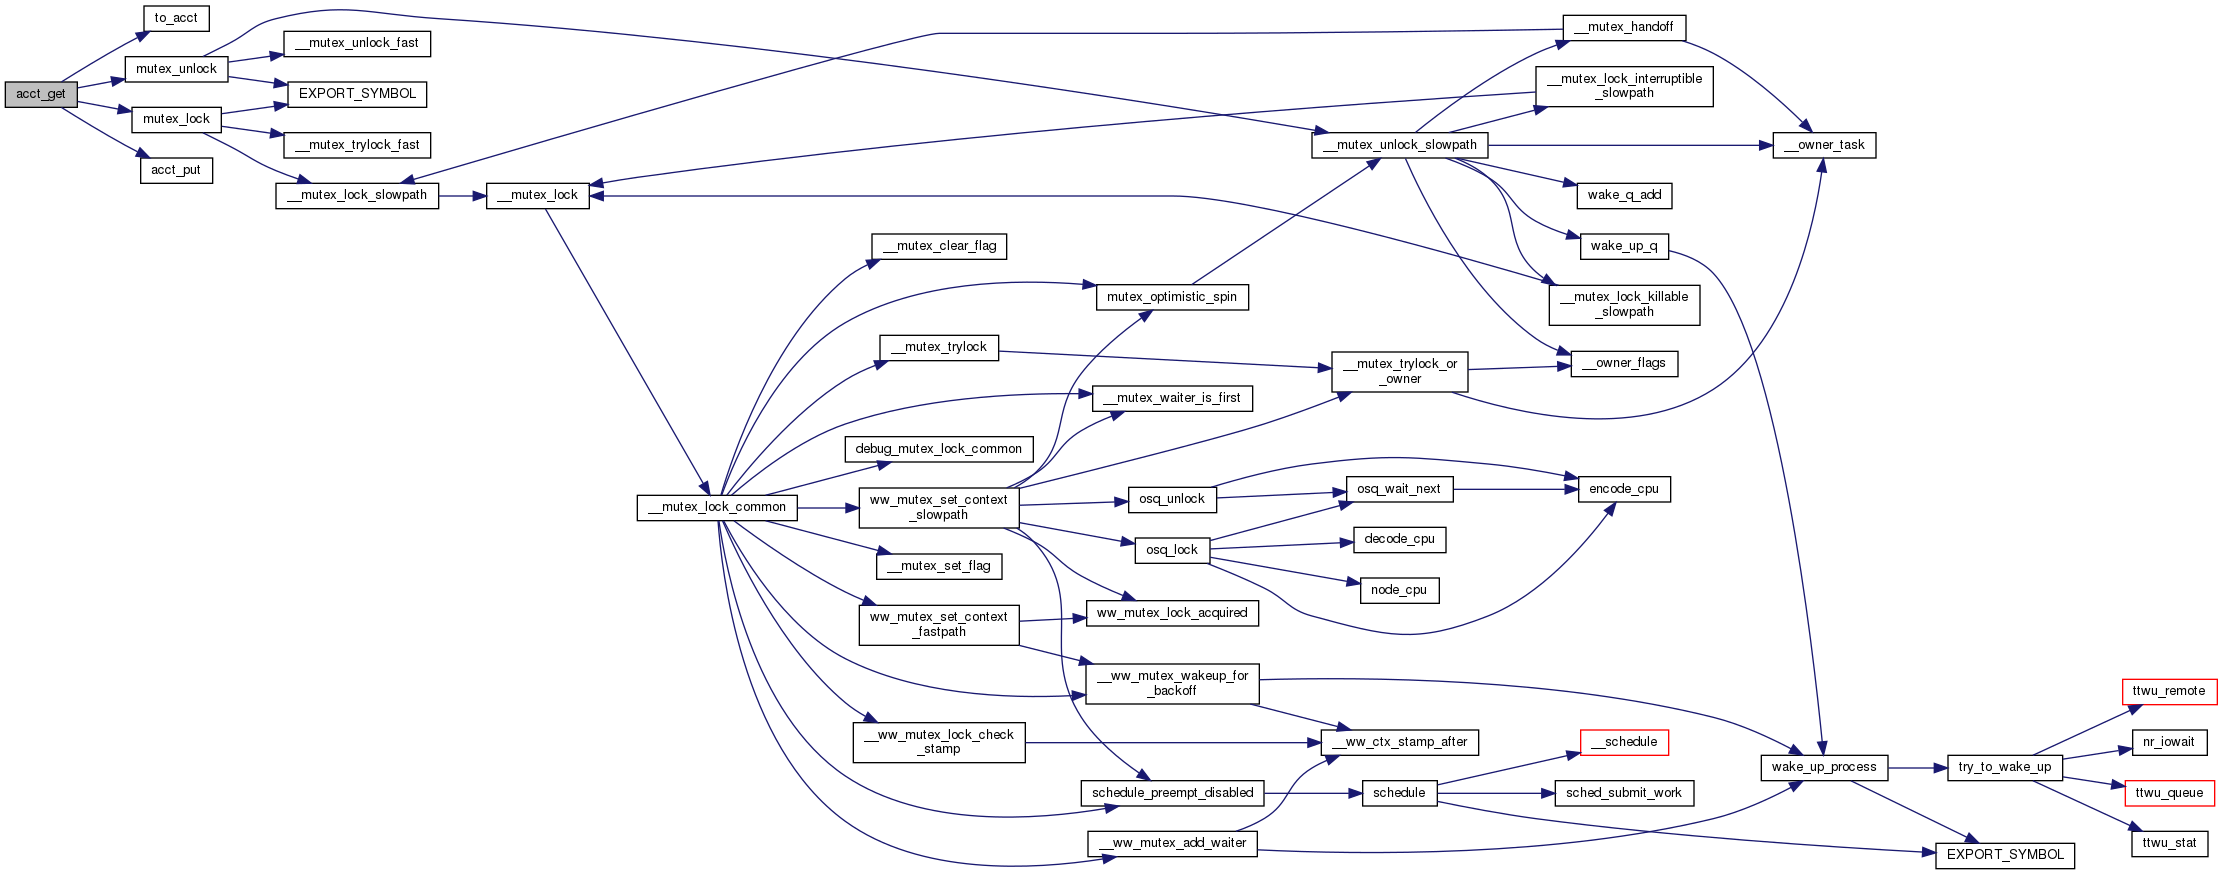 acct_get
to_acct
mutex_unlock
mutex_lock
acct_put
__mutex_unlock_fast
EXPORT_SYMBOL
__mutex_trylock_fast
__mutex_lock_slowpath
__mutex_lock
__mutex_lock_common
__mutex_clear_flag
__mutex_trylock
debug_mutex_lock_common
ww_mutex_set_context
_slowpath
__mutex_set_flag
ww_mutex_set_context
_fastpath
__ww_mutex_lock_check
_stamp
mutex_optimistic_spin
__mutex_waiter_is_first
osq_unlock
osq_lock
ww_mutex_lock_acquired
__ww_mutex_wakeup_for
_backoff
schedule_preempt_disabled
__ww_mutex_add_waiter
__mutex_unlock_slowpath
__mutex_trylock_or
_owner
osq_wait_next
decode_cpu
node_cpu
__ww_ctx_stamp_after
schedule
__mutex_handoff
__mutex_lock_interruptible
_slowpath
wake_q_add
wake_up_q
__mutex_lock_killable
_slowpath
__owner_flags
encode_cpu
__schedule
sched_submit_work
__owner_task
wake_up_process
try_to_wake_up
EXPORT_SYMBOL
ttwu_remote
nr_iowait
ttwu_queue
ttwu_stat